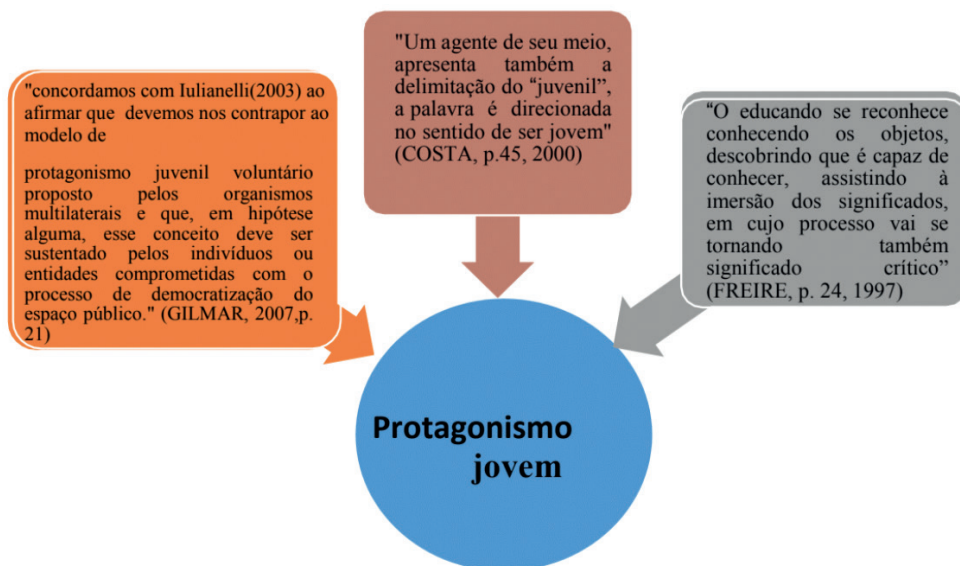 "concordamos com Iulianelli(2003) ao
afirmar que devemos nos contrapor ao
modelo de
protagonismo juvenil voluntário
proposto pelos organismos
multilaterais e que, em hipótese
alguma, esse conceito deve ser
sustentado pelos indivíduos ou
entidades comprometidas com o
processo de democratização do
espaço público." (GILMAR, 2007,p.
21)
"Um agente de seu meio,
apresenta também a
delimitação do “juvenil”,
a palavra é direcionada
no sentido de ser jovem"
(COSTA, p.45, 2000)
“O educando se reconhece
conhecendo os objetos,
descobrindo que é capaz de
conhecer, assistindo à
imersão dos significados,
em cujo processo vai se
tornando também
significado crítico”
(FREIRE, p. 24, 1997)
Protagonismo
jovem